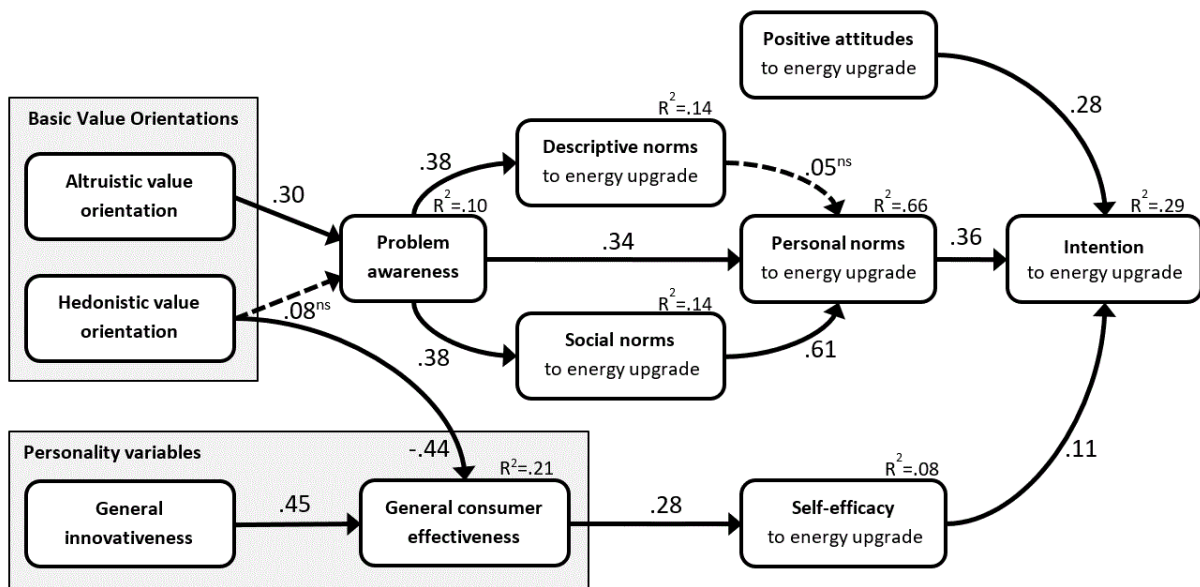 Positive attitudes
to energy upgrade
.28
Basic Value Orientations
Altruistic value
orientation
.30
Hedonistic value
orientation
.08ns
R2=.10
Problem
awareness
.38
R2=.14
Descriptive norms
to energy upgrade
.05ns
.34
R2=.66
Personal norms
to energy upgrade
.36
R2=.29
Intention
to energy upgrade
.38
R2=.14
Social norms
to energy upgrade
.61
-.44
Personality variables
General
innovativeness
.45
R2=.21
General consumer
effectiveness
.28
R2=.08
Self-efficacy
to energy upgrade
.11